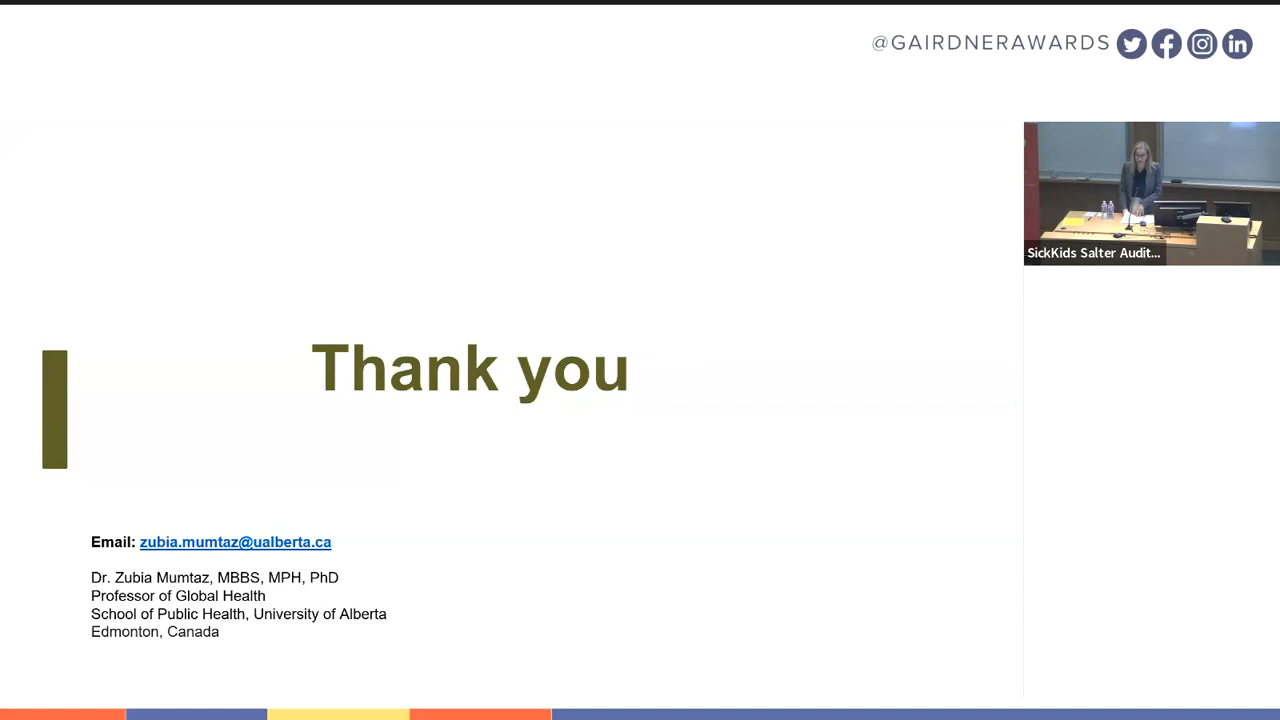 @GAIRDNERAWARDS
SickKids Salter Audit...
Thank you
Email: zubia.mumtaz@ualberta.ca
Dr. Zubia Mumtaz, MBBS, MPH, PhD
Professor of Global Health
School of Public Health, University of Alberta
Edmonton, Canada